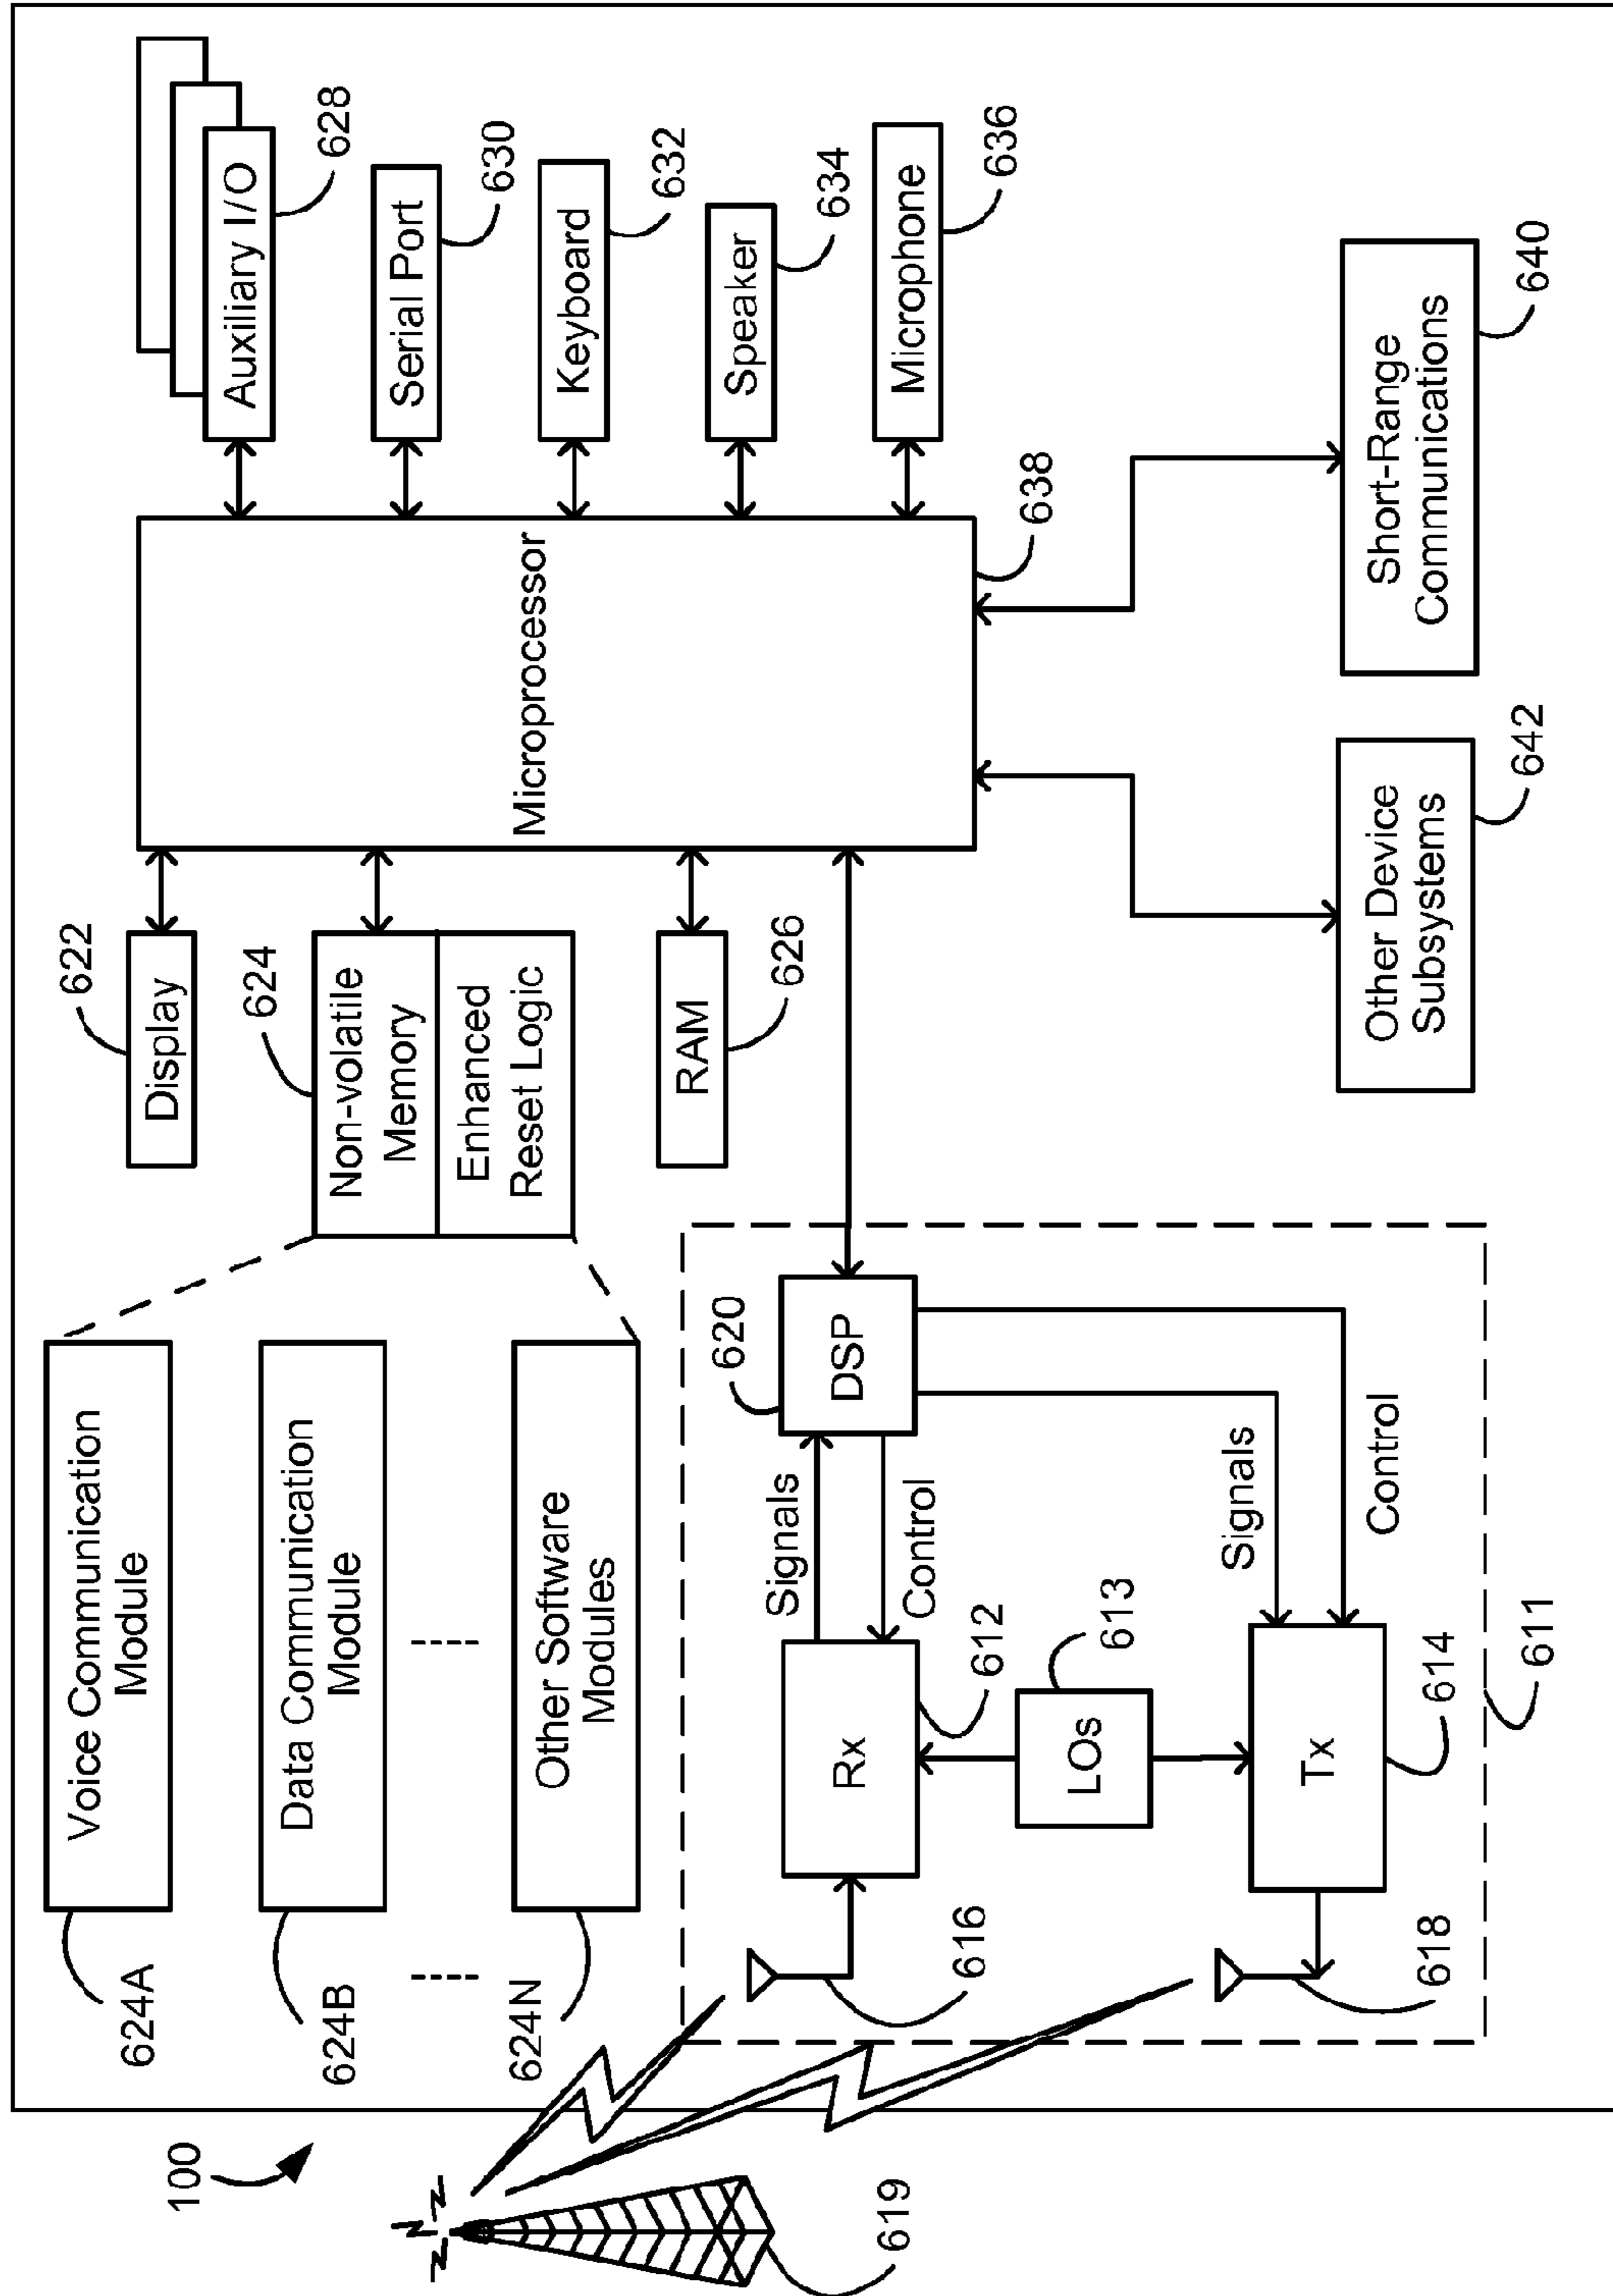 100
619
624A
Voice Communication
Module
624B
Data Communication
Module
624N
Other Software
Modules
622
Display
624
Non-volatile
Memory
Enhanced
Reset Logic
RAM
626
Microprocessor
638
Auxiliary I/O
628
Serial Port
630
Keyboard
632
Speaker
634
Microphone
636
Short-Range
Communications
640
Other Device
Subsystems
642
620
DSP
Signals
Control
Rx
612
613
LOs
Signals
Control
Tx
614
611
616
618